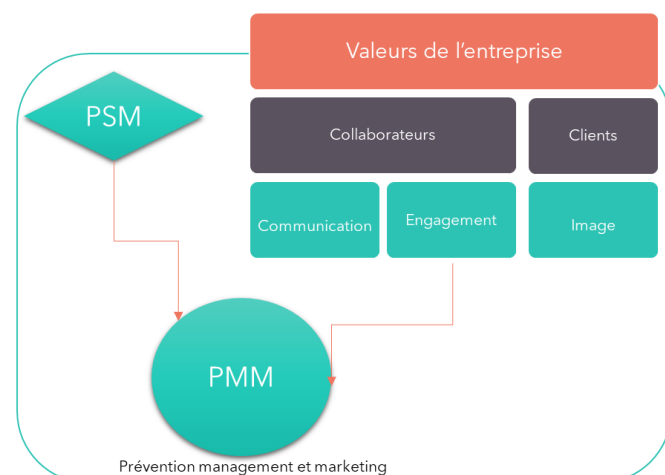 Valeurs de l’entreprise
PSM
Collaborateurs
Clients
Communication
Engagement
Image
PMM
Prévention management et marketing